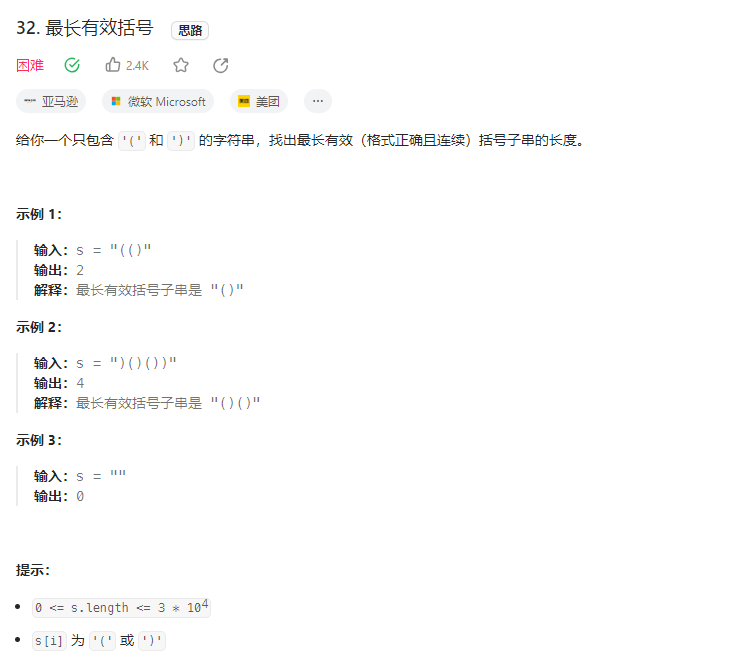 32. 最长有效括号 思路
困难 2.4K
亚马逊 微软 Microsoft 美团 ...
给你一个只包含 '(' 和 ')' 的字符串，找出最长有效（格式正确且连续）括号子串的长度。
示例 1：
输入：s = "(()"
输出：2
解释：最长有效括号子串是 "()"
示例 2：
输入：s = ")()())"
输出：4
解释：最长有效括号子串是 "()()"
示例 3：
输入：s = ""
输出：0
提示：
• 0 <= s.length <= 3 * 10⁴
• s[i] 为 '(' 或 ')'